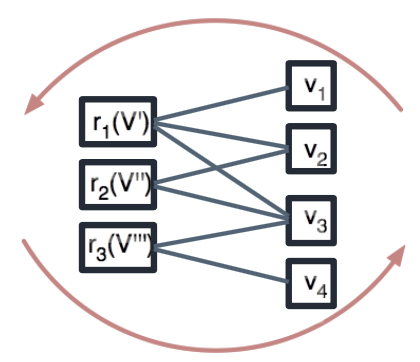 r₁(V')
r₂(V'')
r₃(V''')
v₁
v₂
v₃
v₄